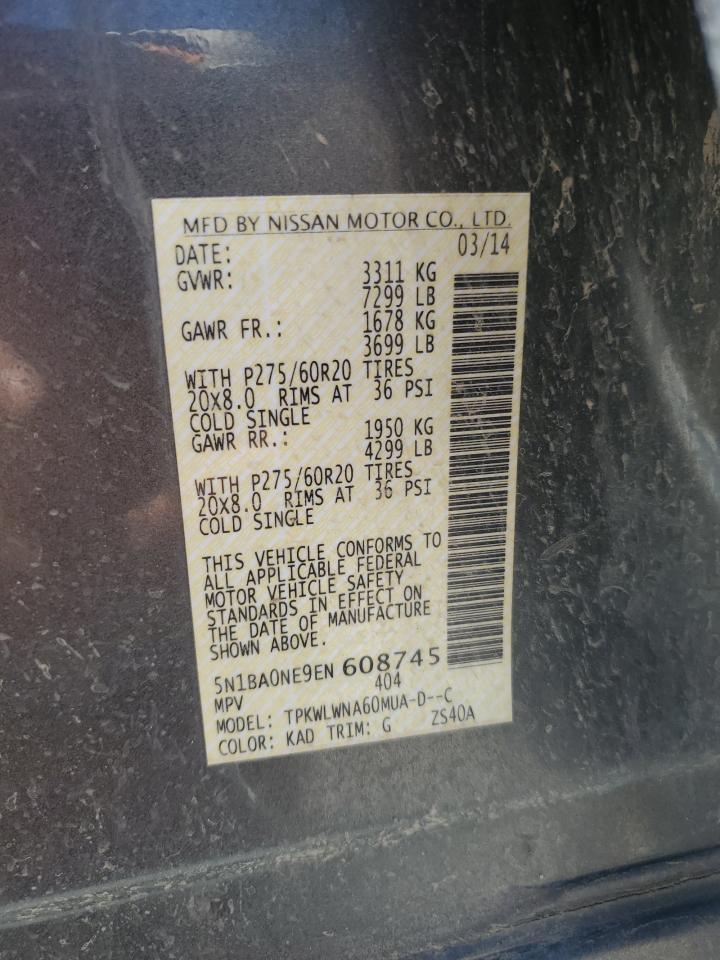 MFD BY NISSAN MOTOR CO., LTD.
DATE: 03/14
GVWR: 3311 KG
7299 LB
GAWR FR.: 1678 KG
3699 LB
WITH P275/60R20 TIRES
20x8.0 RIMS AT 36 PSI
COLD SINGLE
GAWR RR.: 1950 KG
4299 LB
WITH P275/60R20 TIRES
20x8.0 RIMS AT 36 PSI
COLD SINGLE
THIS VEHICLE CONFORMS TO
ALL APPLICABLE FEDERAL
MOTOR VEHICLE SAFETY
STANDARDS IN EFFECT ON
THE DATE OF MANUFACTURE
SHOWN ABOVE.
5N1BA0NE9EN 608745
MPV 404
MODEL: TPKWLWNA60MUA-D--C
COLOR: KAD TRIM: G ZS40A